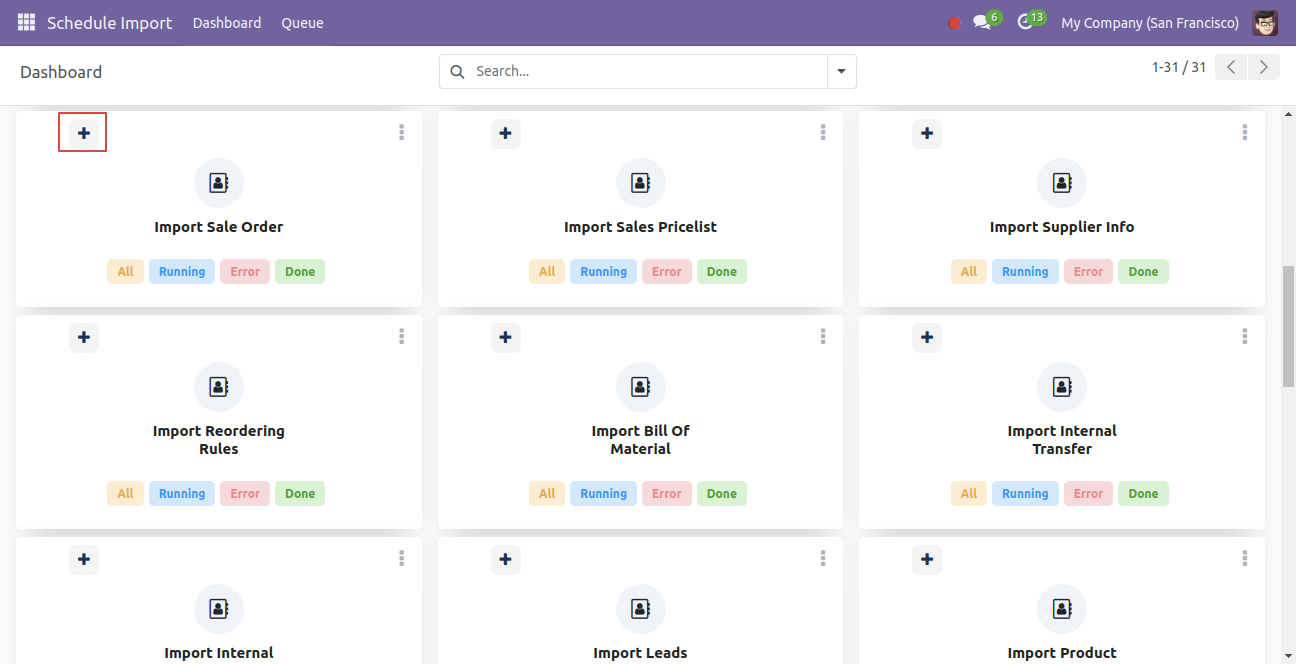 Schedule Import Dashboard Queue 6 13 My Company (San Francisco)
Dashboard Search... 1-31 / 31
Import Sale Order Import Sales Pricelist Import Supplier Info
All Running Error Done All Running Error Done All Running Error Done
Import Reordering Import Bill Of Import Internal
Rules Material Transfer
All Running Error Done All Running Error Done All Running Error Done
Import Internal Import Leads Import Product